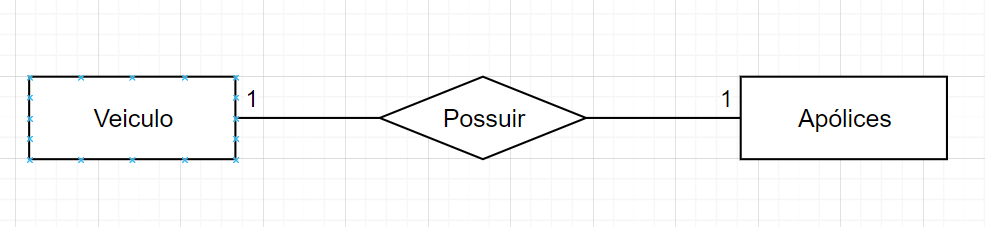 Veiculo
1
Possuir
1
Apólices